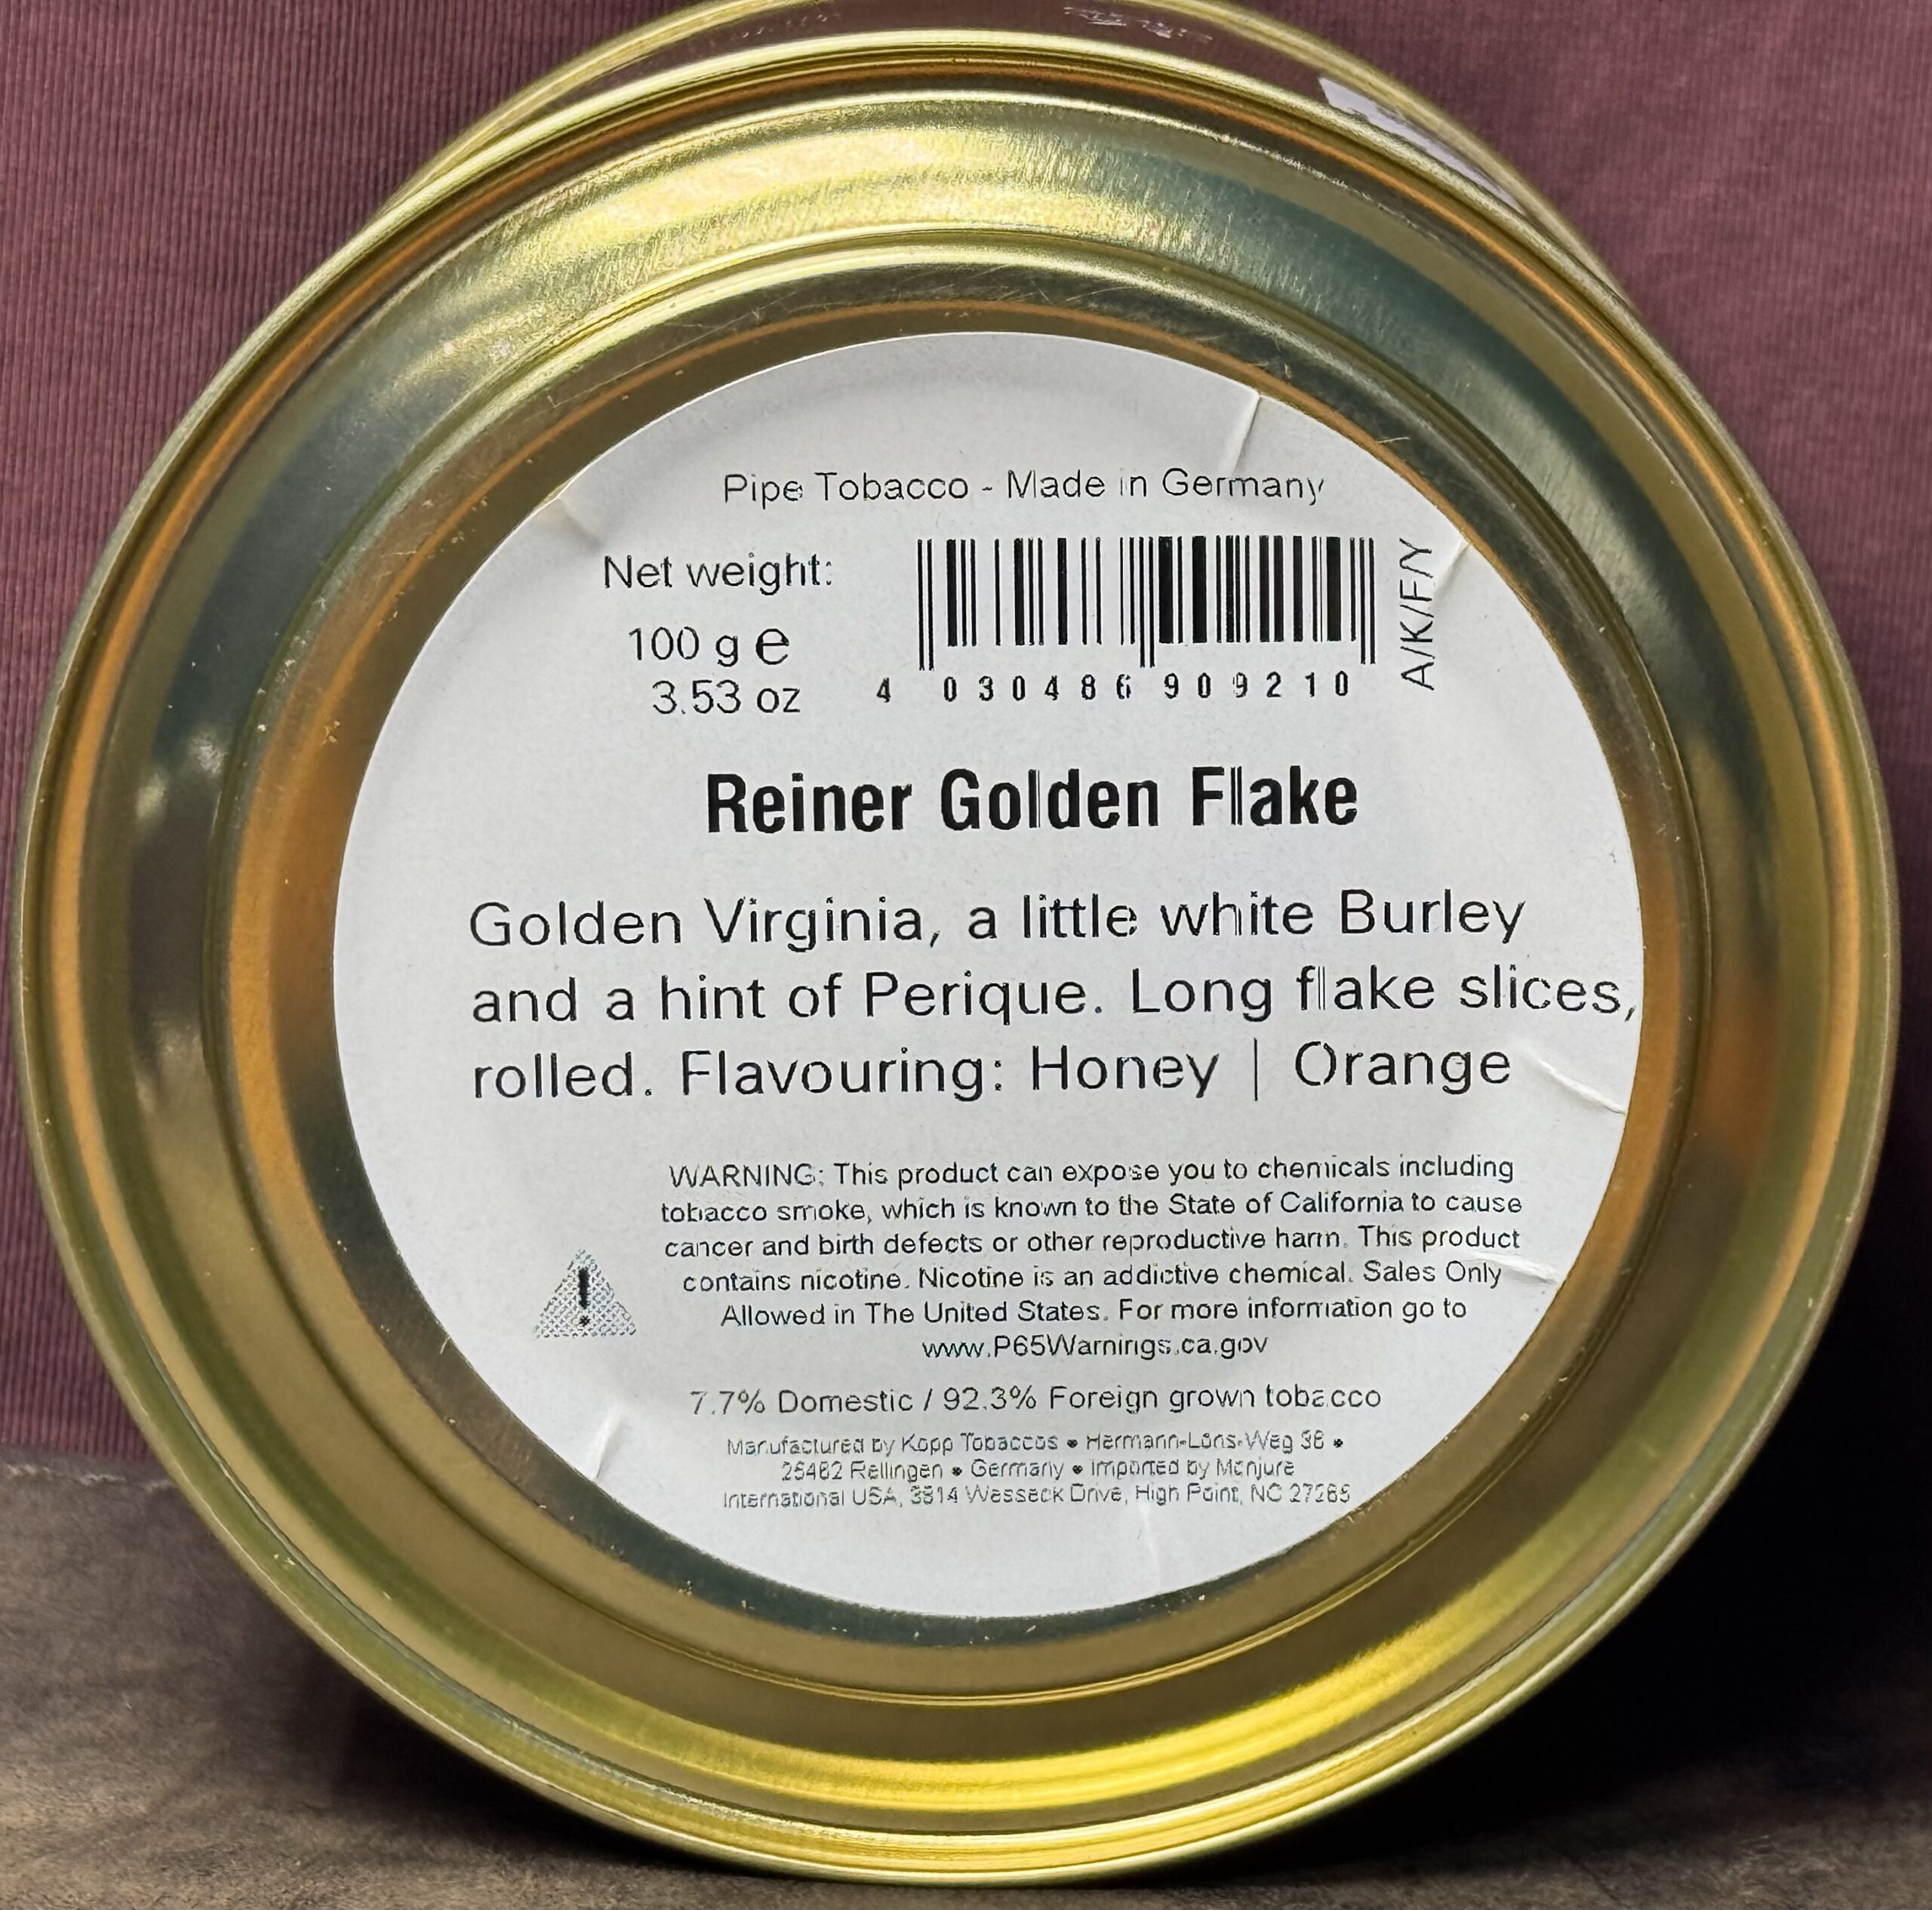 Pipe Tobacco - Made in Germany
Net weight:
100 g e
3.53 oz
4 030486 909210
A/K/F/Y
Reiner Golden Flake
Golden Virginia, a little white Burley
and a hint of Perique. Long flake slices,
rolled. Flavouring: Honey | Orange
WARNING: This product can expose you to chemicals including
tobacco smoke, which is known to the State of California to cause
cancer and birth defects or other reproductive harm. This product
contains nicotine. Nicotine is an addictive chemical. Sales Only
Allowed in The United States. For more information go to
www.P65Warnings.ca.gov
7.7% Domestic / 92.3% Foreign grown tobacco
Manufactured by Kopp Tobaccos • Hermann-Löns-Weg 36 •
25462 Rellingen • Germany • Imported by Monjure
International USA, 3814 Wesseck Drive, High Point, NC 27265